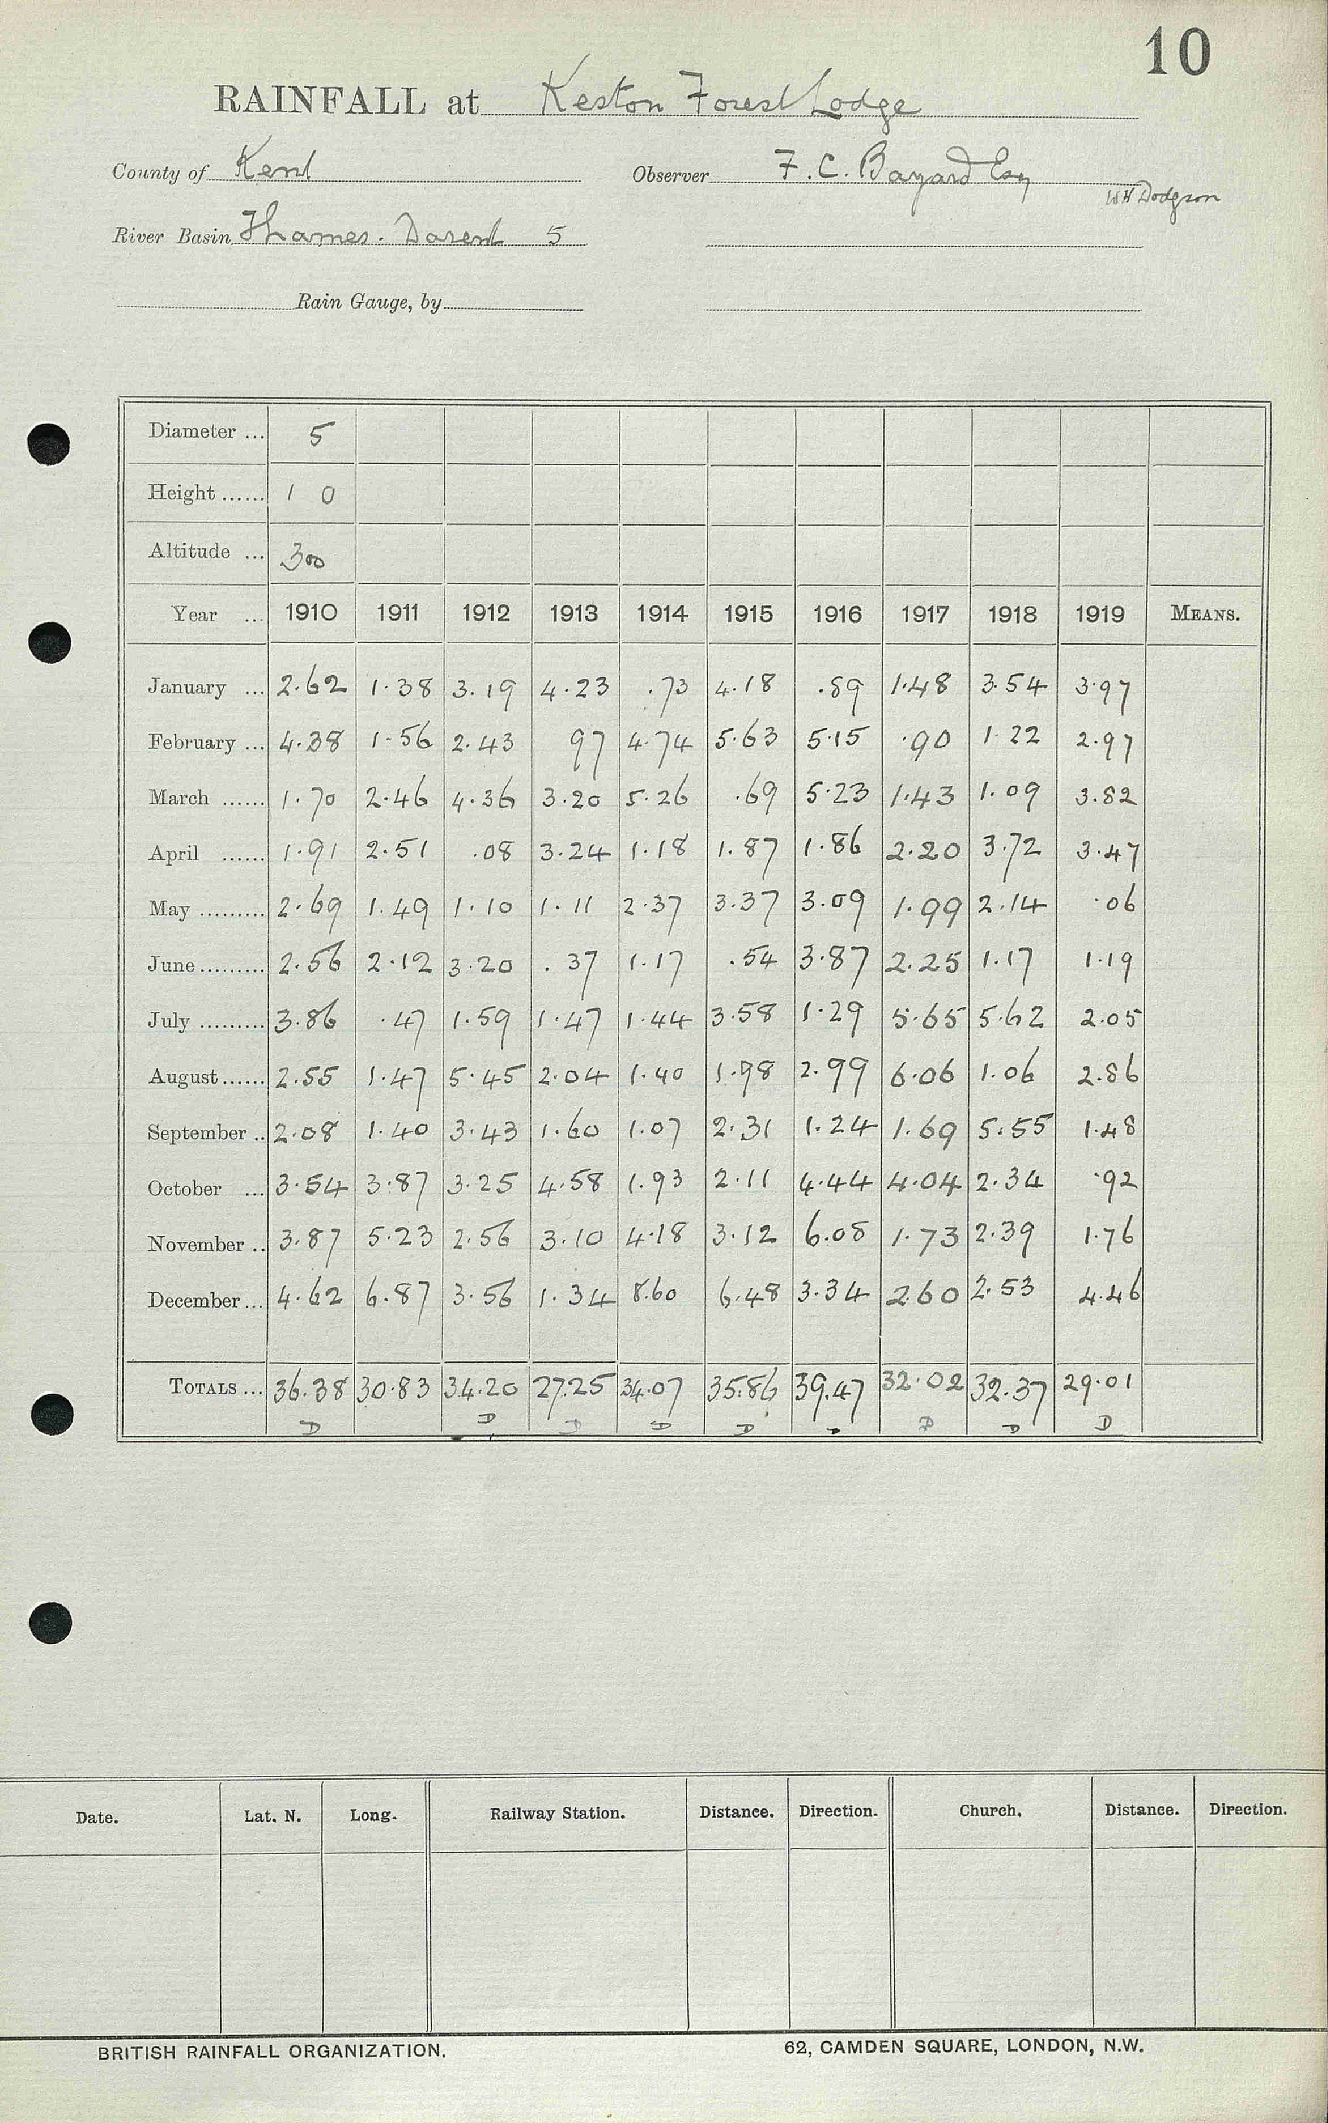 10
RAINFALL at Keston Forest Lodge
County of Kent Observer F. C. Bayard Esq
W H Dodgson
River Basin Thames. Darent 5
Rain Gauge, by
Diameter ... 5
Height ...... 1 0
Altitude ... 300
Year ... 1910 1911 1912 1913 1914 1915 1916 1917 1918 1919 MEANS.
January ... 2.62 1.38 3.19 4.23 .73 4.18 .89 1.48 3.54 3.97
February ... 4.38 1.56 2.43 97 4.74 5.63 5.15 .90 1.22 2.97
March ...... 1.70 2.46 4.36 3.20 5.26 .69 5.23 1.43 1.09 3.82
April ...... 1.91 2.51 .08 3.24 1.18 1.87 1.86 2.20 3.72 3.47
May ......... 2.69 1.49 1.10 1.11 2.37 3.37 3.09 1.99 2.14 .06
June ......... 2.56 2.12 3.20 .37 1.17 .54 3.87 2.25 1.17 1.19
July ......... 3.86 .47 1.59 1.47 1.44 3.58 1.29 5.65 5.62 2.05
August ...... 2.55 1.47 5.45 2.04 1.40 1.98 2.99 6.06 1.06 2.86
September .. 2.08 1.40 3.43 1.60 1.07 2.31 1.24 1.69 5.55 1.48
October ... 3.54 3.87 3.25 4.58 1.93 2.11 4.44 4.04 2.34 .92
November .. 3.87 5.23 2.56 3.10 4.18 3.12 6.08 1.73 2.39 1.76
December ... 4.62 6.87 3.56 1.34 8.60 6.48 3.34 2.60 2.53 4.46
TOTALS ... 36.38 30.83 34.20 27.25 34.07 35.86 39.47 32.02 32.37 29.01
D D D D D D D D
Date. Lat. N. Long. Railway Station. Distance. Direction. Church. Distance. Direction.
BRITISH RAINFALL ORGANIZATION. 62, CAMDEN SQUARE, LONDON, N.W.